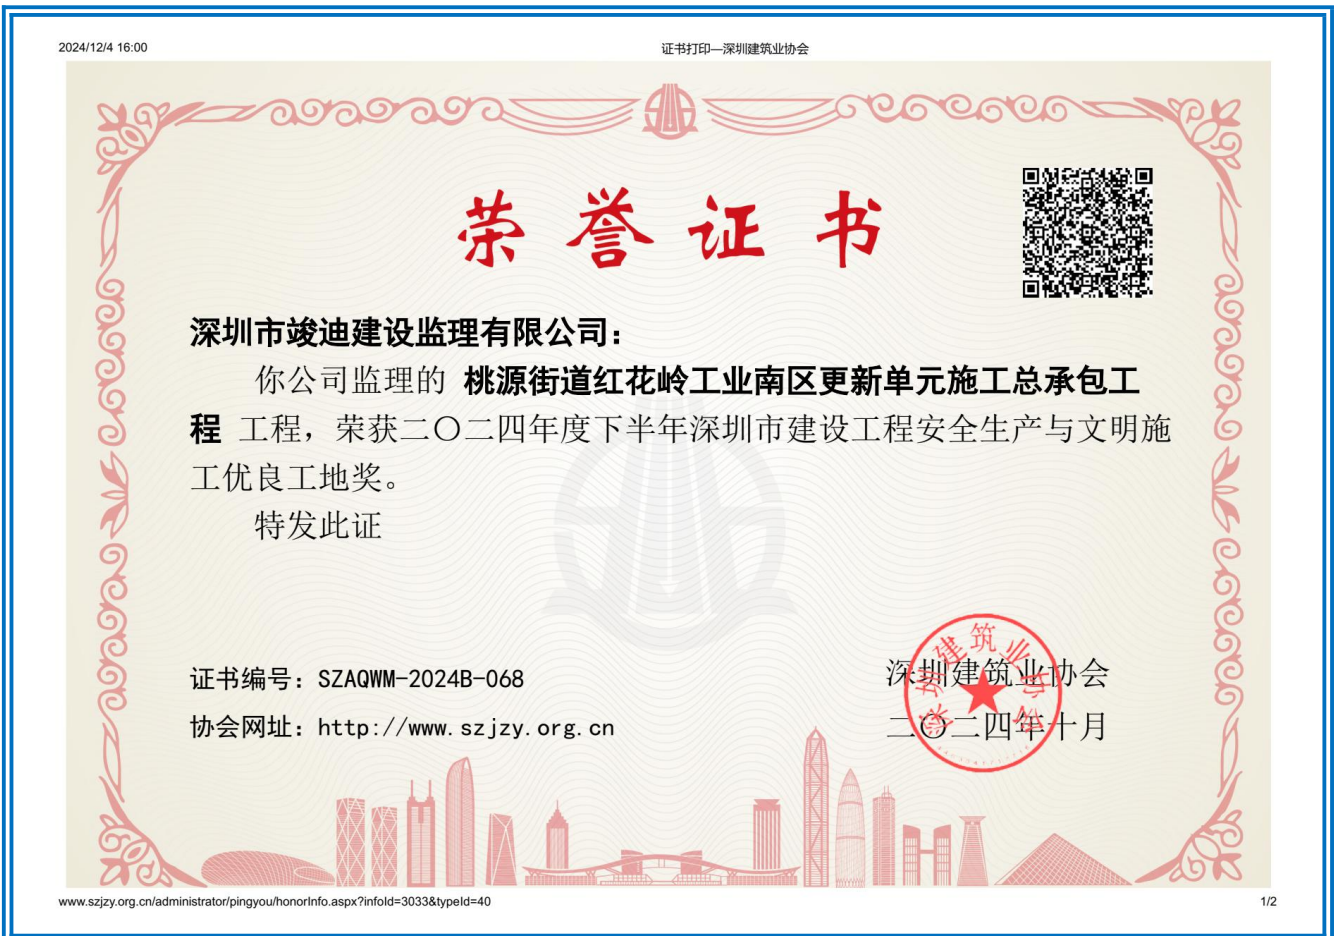 2024/12/4 16:00
证书打印—深圳建筑业协会
荣誉证书
深圳市竣迪建设监理有限公司：
你公司监理的 桃源街道红花岭工业南区更新单元施工总承包工
程 工程，荣获二〇二四年度下半年深圳市建设工程安全生产与文明施
工优良工地奖。
特发此证
证书编号：SZAQWM-2024B-068
深圳建筑业协会
协会网址：http://www.szjzy.org.cn
二〇二四年十月
深圳建筑业协会
www.szjzy.org.cn/administrator/pingyou/honorInfo.aspx?infoId=3033&typeId=40
1/2